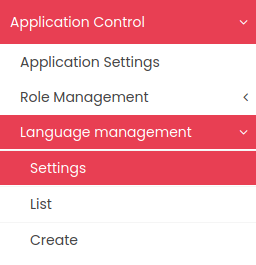 Application Control
Application Settings
Role Management
Language management
Settings
List
Create